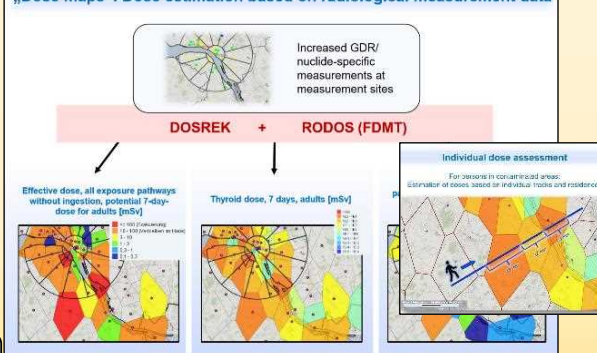 „Dose maps“: Dose estimation based on radiological measurement data
Increased GDR/
nuclide-specific
measurements at
measurement sites
DOSREK + RODOS (FDMT)
Effective dose, all exposure pathways
without ingestion, potential 7-day-
dose for adults [mSv]
Thyroid dose, 7 days, adults [mSv]
Individual dose assessment
For persons in contaminated areas:
Estimation of doses based on individual tracks and residence